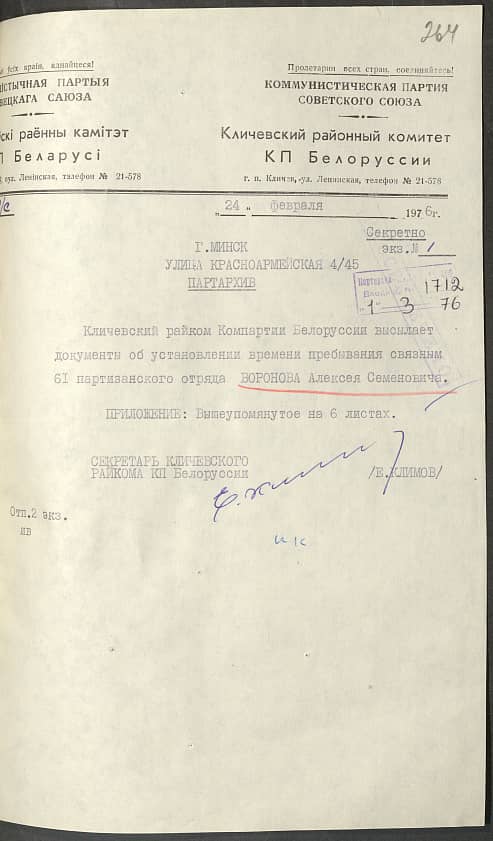 264
усіх краін, яднайцеся!
ІСТЫЧНАЯ ПАРТЫЯ
ВЕЦКАГА САЮЗА
скі раённы камітэт
П Беларусі
вул. Ленінская, телефон № 21-578
Пролетарии всех стран, соединяйтесь!
КОММУНИСТИЧЕСКАЯ ПАРТИЯ
СОВЕТСКОГО СОЮЗА
Кличевский районный комитет
КП Белоруссии
г. п. Кличев, ул. Ленинская, телефон № 21-578
/с
„ 24 „ февраля 1976г.
Секретно
экз.№ 1
Г.МИНСК
УЛИЦА КРАСНОАРМЕЙСКАЯ 4/45
ПАРТАРХИВ
1712
"1" 3 76
Кличевский райком Компартии Белоруссии высылает
документы об установлении времени пребывания связным
61 партизанского отряда ВОРОНОВА Алексея Семеновича.
ПРИЛОЖЕНИЕ: Вышеупомянутое на 6 листах.
СЕКРЕТАРЬ КЛИЧЕВСКОГО
РАЙКОМА КП Белоруссии /Е.КЛИМОВ/
Отп.2 экз.
ив
ик